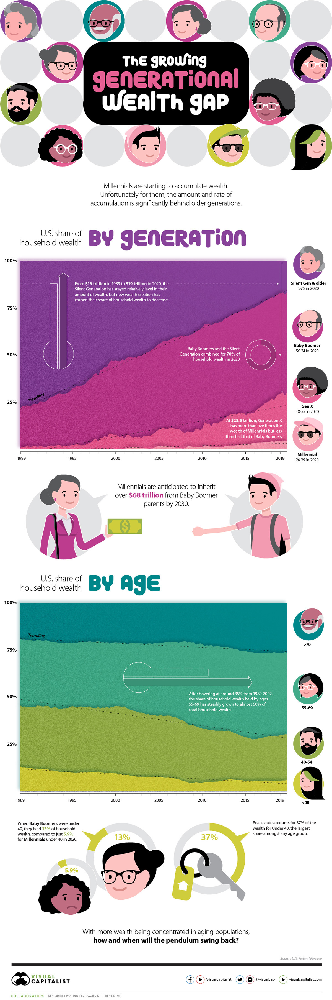 The growing
generational
wealth gap
Millennials are starting to accumulate wealth.
Unfortunately for them, the amount and rate of
accumulation is significantly behind older generations.
U.S. share of
household wealth
BY generation
100%
75%
50%
25%
From $16 trillion in 1989 to $19 trillion in 2020, the
Silent Generation has stayed relatively level in their
amount of wealth, but new wealth creation has
caused their share of household wealth to decrease
Baby Boomers and the Silent
Generation combined for 70% of
household wealth in 2020
Trendline
At $28.5 trillion, Generation X
has more than five times the
wealth of Millennials but less
than half that of Baby Boomers
1989
1995
2000
2005
2010
2015
2019
Silent Gen & older
>75 in 2020
Baby Boomer
56-74 in 2020
Gen X
40-55 in 2020
Millennial
24-39 in 2020
Millennials are anticipated to inherit
over $68 trillion from Baby Boomer
parents by 2030.
$
U.S. share of
household wealth
BY Age
100%
75%
50%
25%
Trendline
After hovering at around 35% from 1989-2002,
the share of household wealth held by ages
55-69 has steadily grown to almost 50% of
total household wealth
1989
1995
2000
2005
2010
2015
2019
>70
55-69
40-54
<40
When Baby Boomers were under
40, they held 13% of household
wealth, compared to just 5.9%
for Millennials under 40 in 2020.
13%
5.9%
37%
Real estate accounts for 37% of the
wealth for Under 40, the largest
share amongst any age group.
With more wealth being concentrated in aging populations,
how and when will the pendulum swing back?
Source: U.S. Federal Reserve
VISUAL
CAPITALIST
/visualcapitalist
@visualcap
visualcapitalist.com
COLLABORATORS RESEARCH + WRITING Omri Wallach | DESIGN VC